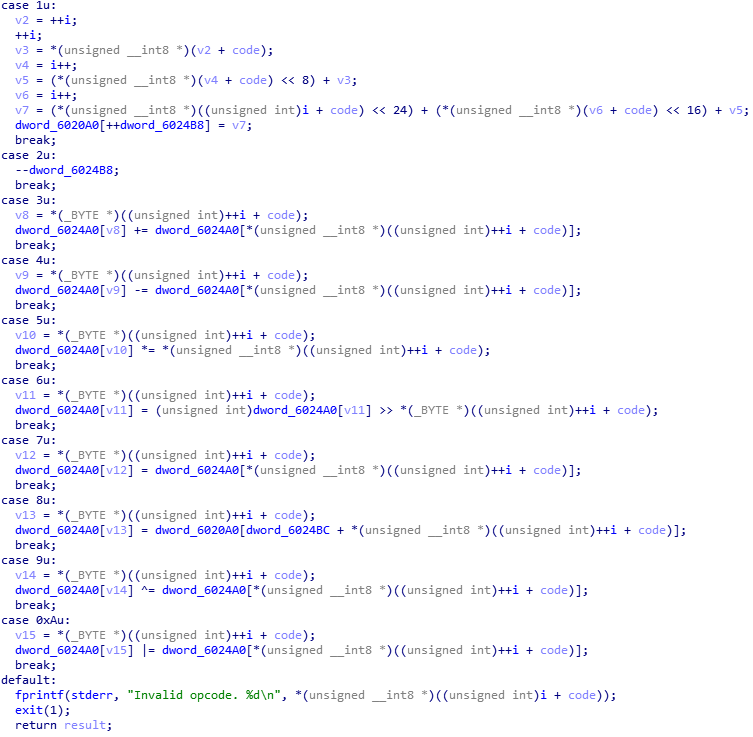 case 1u:
v2 = ++i;
++i;
v3 = *(unsigned __int8 *)(v2 + code);
v4 = i++;
v5 = (*(unsigned __int8 *)(v4 + code) << 8) + v3;
v6 = i++;
v7 = (*(unsigned __int8 *)((unsigned int)i + code) << 24) + (*(unsigned __int8 *)(v6 + code) << 16) + v5;
dword_6020A0[++dword_6024B8] = v7;
break;
case 2u:
--dword_6024B8;
break;
case 3u:
v8 = *(_BYTE *)((unsigned int)++i + code);
dword_6024A0[v8] += dword_6024A0[*(unsigned __int8 *)((unsigned int)++i + code)];
break;
case 4u:
v9 = *(_BYTE *)((unsigned int)++i + code);
dword_6024A0[v9] -= dword_6024A0[*(unsigned __int8 *)((unsigned int)++i + code)];
break;
case 5u:
v10 = *(_BYTE *)((unsigned int)++i + code);
dword_6024A0[v10] *= *(unsigned __int8 *)((unsigned int)++i + code);
break;
case 6u:
v11 = *(_BYTE *)((unsigned int)++i + code);
dword_6024A0[v11] = (unsigned int)dword_6024A0[v11] >> *(_BYTE *)((unsigned int)++i + code);
break;
case 7u:
v12 = *(_BYTE *)((unsigned int)++i + code);
dword_6024A0[v12] = dword_6024A0[*(unsigned __int8 *)((unsigned int)++i + code)];
break;
case 8u:
v13 = *(_BYTE *)((unsigned int)++i + code);
dword_6024A0[v13] = dword_6020A0[dword_6024BC + *(unsigned __int8 *)((unsigned int)++i + code)];
break;
case 9u:
v14 = *(_BYTE *)((unsigned int)++i + code);
dword_6024A0[v14] ^= dword_6024A0[*(unsigned __int8 *)((unsigned int)++i + code)];
break;
case 0xAu:
v15 = *(_BYTE *)((unsigned int)++i + code);
dword_6024A0[v15] |= dword_6024A0[*(unsigned __int8 *)((unsigned int)++i + code)];
break;
default:
fprintf(stderr, "Invalid opcode. %d\n", *(unsigned __int8 *)((unsigned int)i + code));
exit(1);
return result;